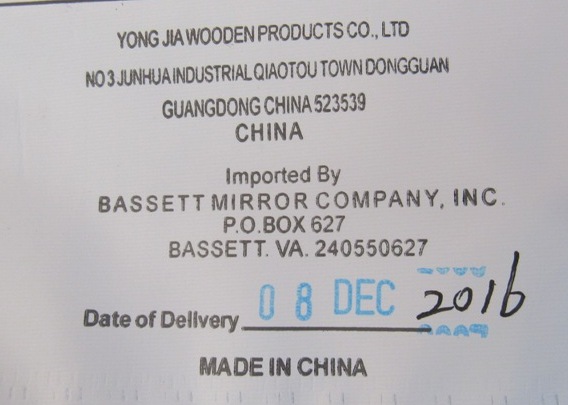 YONG JIA WOODEN PRODUCTS CO., LTD
NO 3 JUNHUA INDUSTRIAL QIAOTOU TOWN DONGGUAN
GUANGDONG CHINA 523539
CHINA
Imported By
BASSETT MIRROR COMPANY, INC.
P.O.BOX 627
BASSETT. VA. 240550627
Date of Delivery 08 DEC 2016
MADE IN CHINA